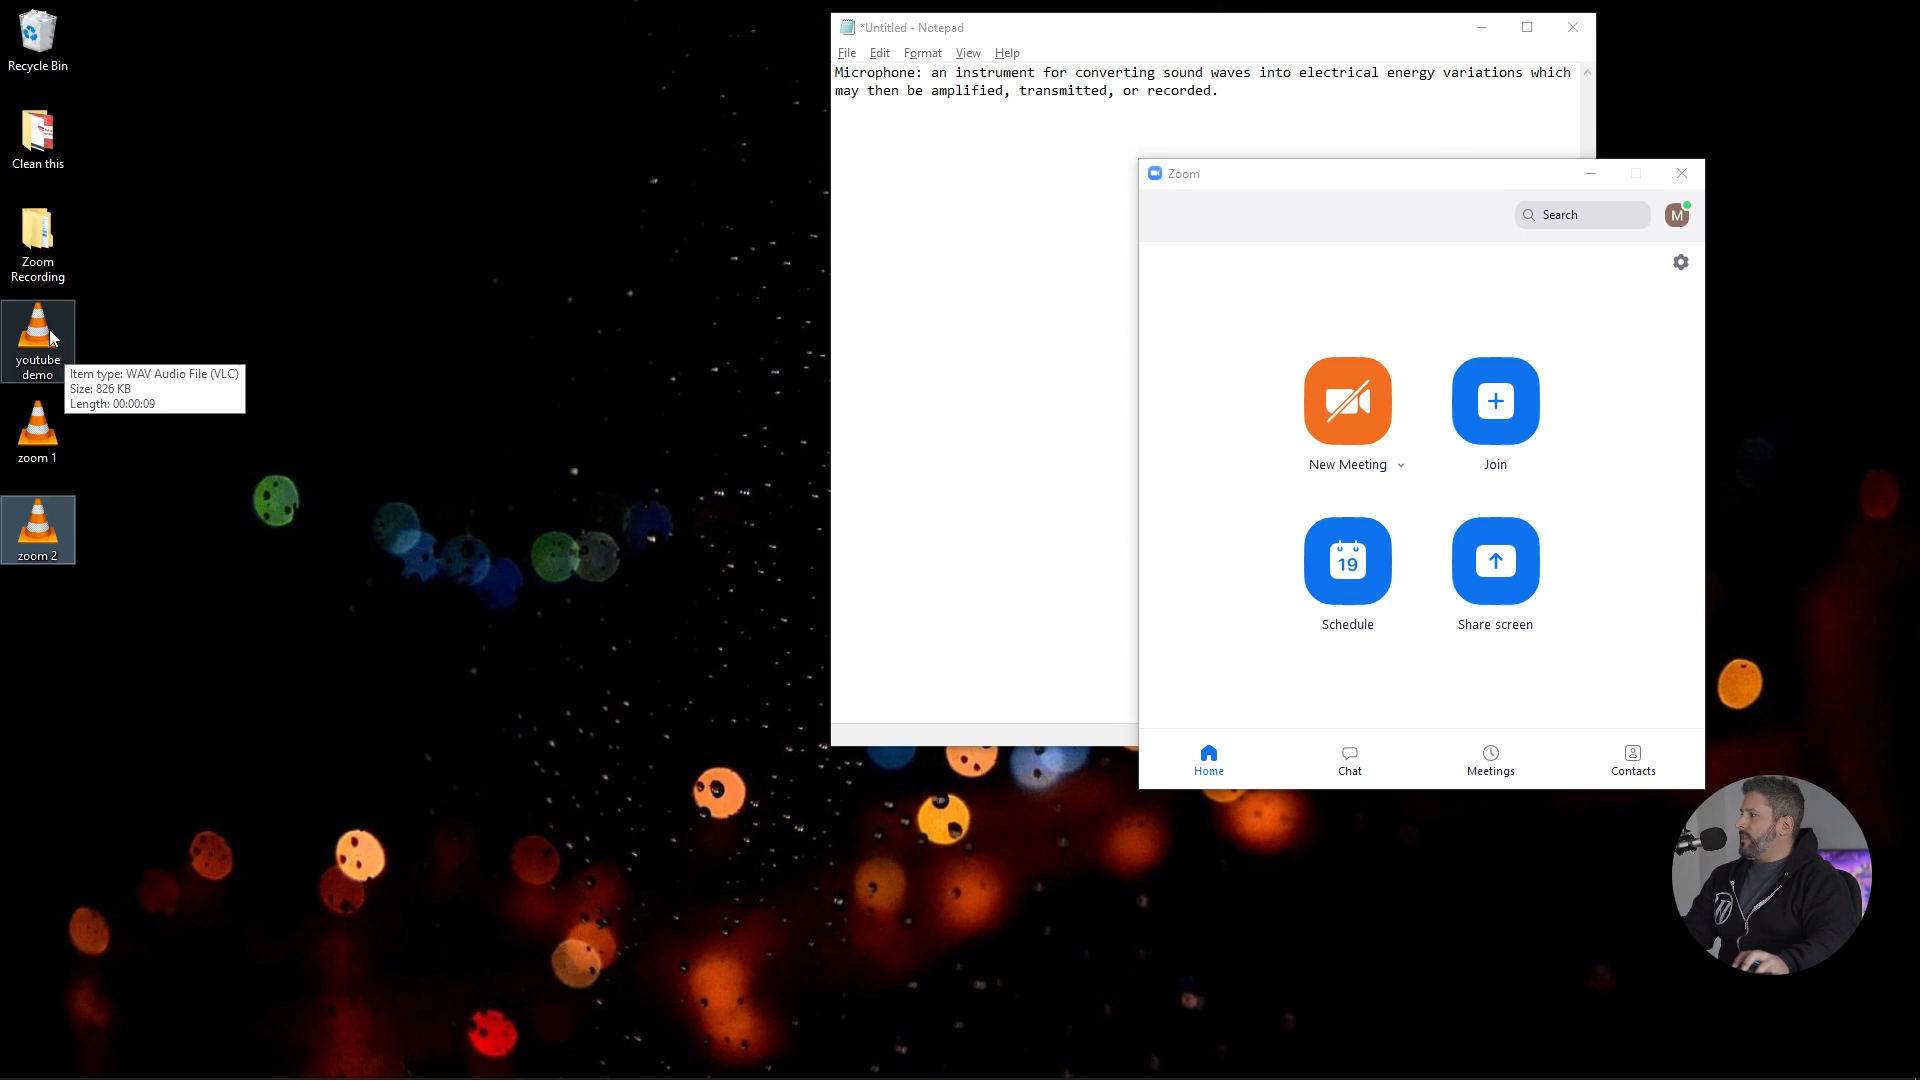 Recycle Bin
Clean this
Zoom
Recording
youtube
demo
Item type: WAV Audio File (VLC)
Size: 826 KB
Length: 00:00:09
zoom 1
zoom 2
*Untitled - Notepad
File Edit Format View Help
Microphone: an instrument for converting sound waves into electrical energy variations which
may then be amplified, transmitted, or recorded.
Zoom
Search
M
New Meeting
Join
19
Schedule
Share screen
Home
Chat
Meetings
Contacts